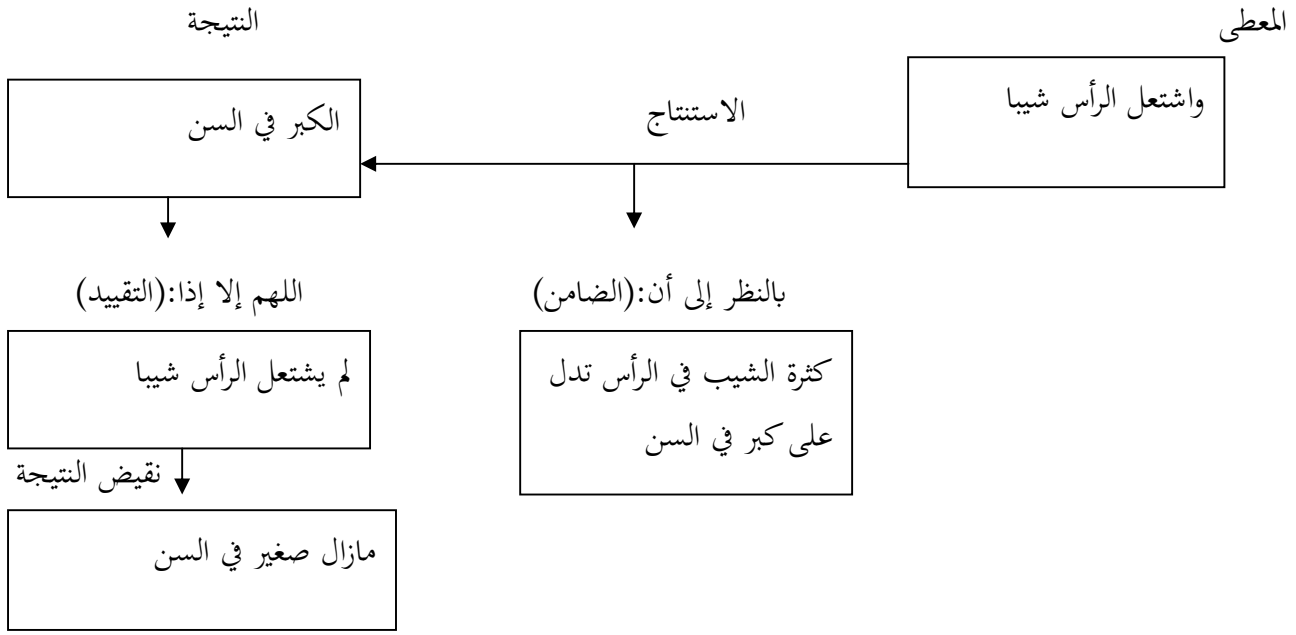 المعطى
النتيجة
واشتعل الرأس شيبا
الاستنتاج
الكبر في السن
بالنظر إلى أن:(الضامن)
اللهم إلا إذا:(التقييد)
كثرة الشيب في الرأس تدل
على كبر في السن
لم يشتعل الرأس شيبا
نقيض النتيجة
مازال صغير في السن